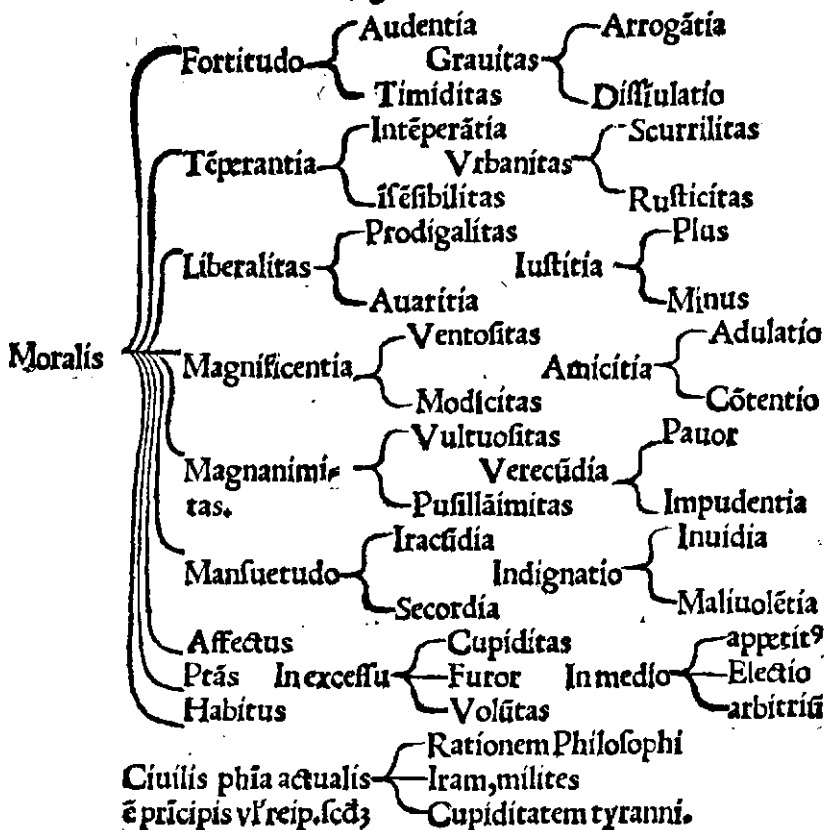 Audentia Arrogãtia
Fortitudo Grauitas
Timiditas Dissiulatio
Intẽperãtia Scurrilitas
Tẽperantia Vrbanitas
ĩsẽsibilitas Rusticitas
Prodigalitas Plus
Liberalitas Iustitia
Auaritia Minus
Ventositas Adulatio
Moralis Magnificentia Amicitia
Modicitas Cõtentio
Vultuositas Pauor
Magnanimi⸗ Verecũdia
tas. Pusillãimitas Impudentia
Iracũdia Inuidia
Mansuetudo Indignatio
Secordia Maliuolẽtia
Affectus Cupiditas appetitꝰ
Ptãs In excessu Furor In medio Electio
Habitus Volũtas arbitriũ
Rationem Philosophi
Ciuilis phĩa actualis Iram, milites
ẽ prĩcipis vl' reip. scdꝫ Cupiditatem tyranni.